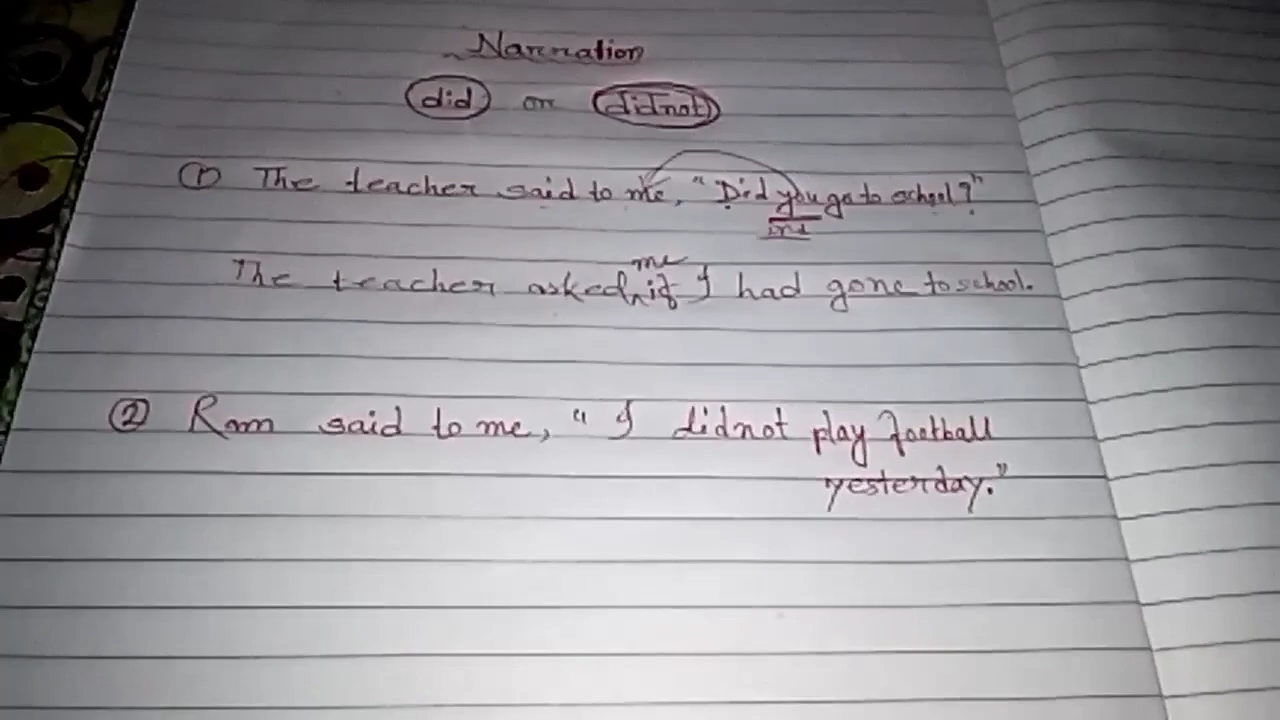 Narration
did or didnot
① The teacher said to me, "Did you go to school?"
ind
me
The teacher asked ^ if I had gone to school.
② Ram said to me, "I didnot play football
yesterday."